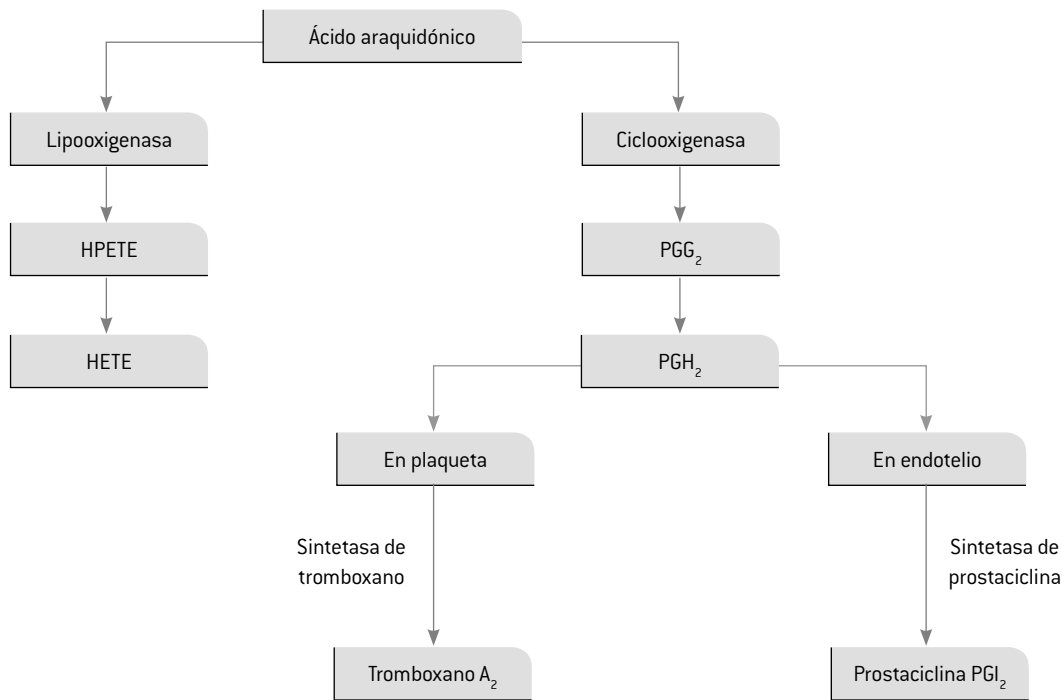 Ácido araquidónico
Lipooxigenasa
Ciclooxigenasa
HPETE
PGG₂
HETE
PGH₂
En plaqueta
En endotelio
Sintetasa de
tromboxano
Sintetasa de
prostaciclina
Tromboxano A₂
Prostaciclina PGI₂